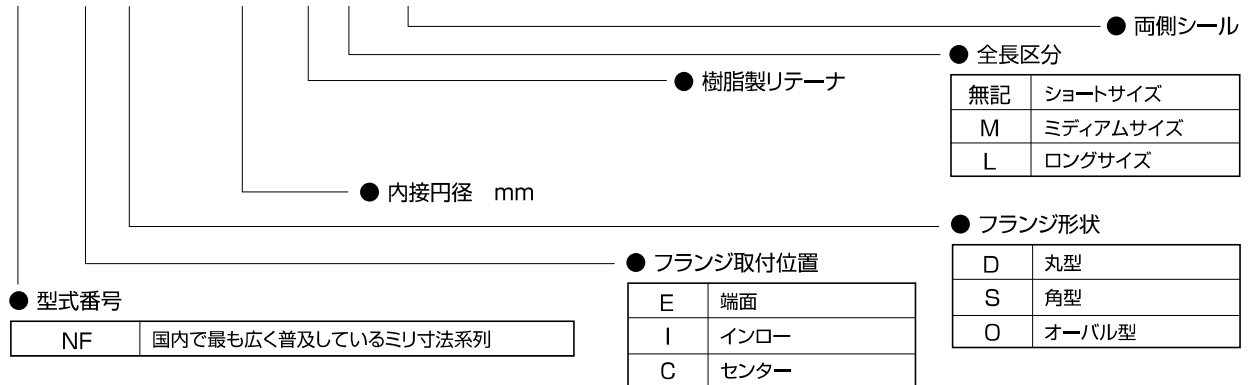 ● 両側シール
● 全長区分
無記 ショートサイズ
M ミディアムサイズ
L ロングサイズ
● 樹脂製リテーナ
● 内接円径 mm
● フランジ形状
D 丸型
S 角型
O オーバル型
● フランジ取付位置
E 端面
I インロー
C センター
● 型式番号
NF 国内で最も広く普及しているミリ寸法系列